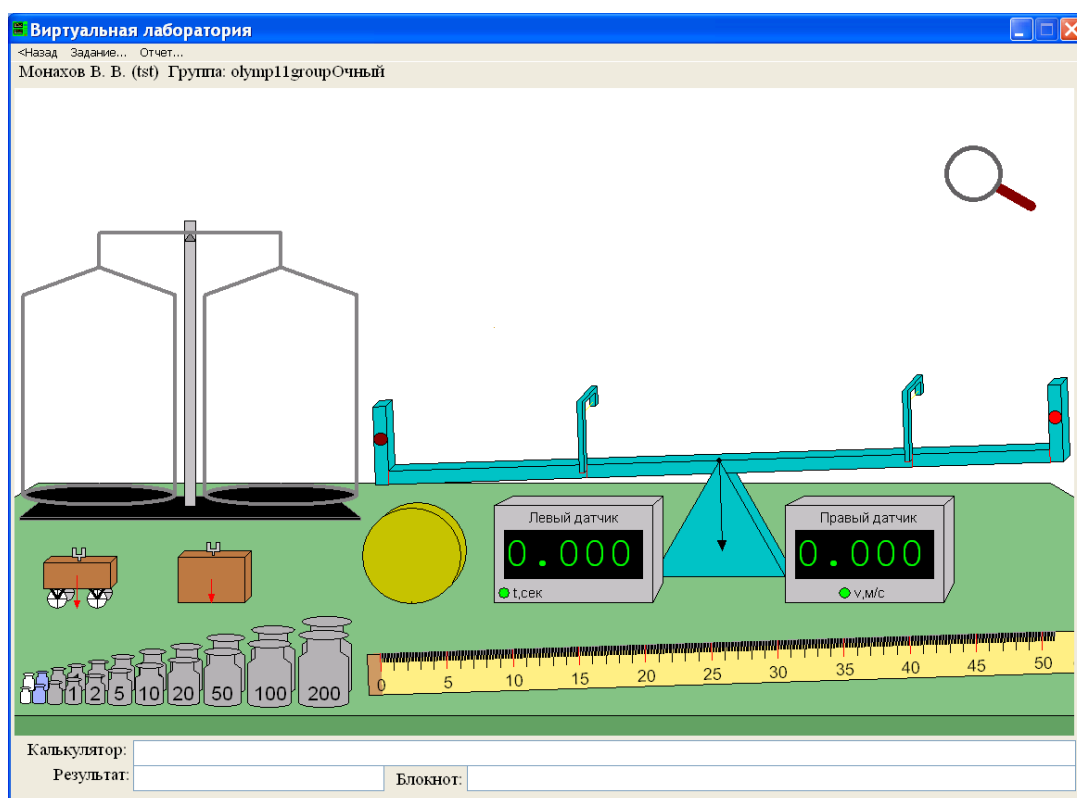 Виртуальная лаборатория
<Назад Задание... Отчет...
Монахов В. В. (tst) Группа: olymp11groupОчный
Левый датчик
0.000
t,сек
Правый датчик
0.000
v,м/с
1 2 5 10 20 50 100 200
0 5 10 15 20 25 30 35 40 45 50
Калькулятор:
Результат:
Блокнот: